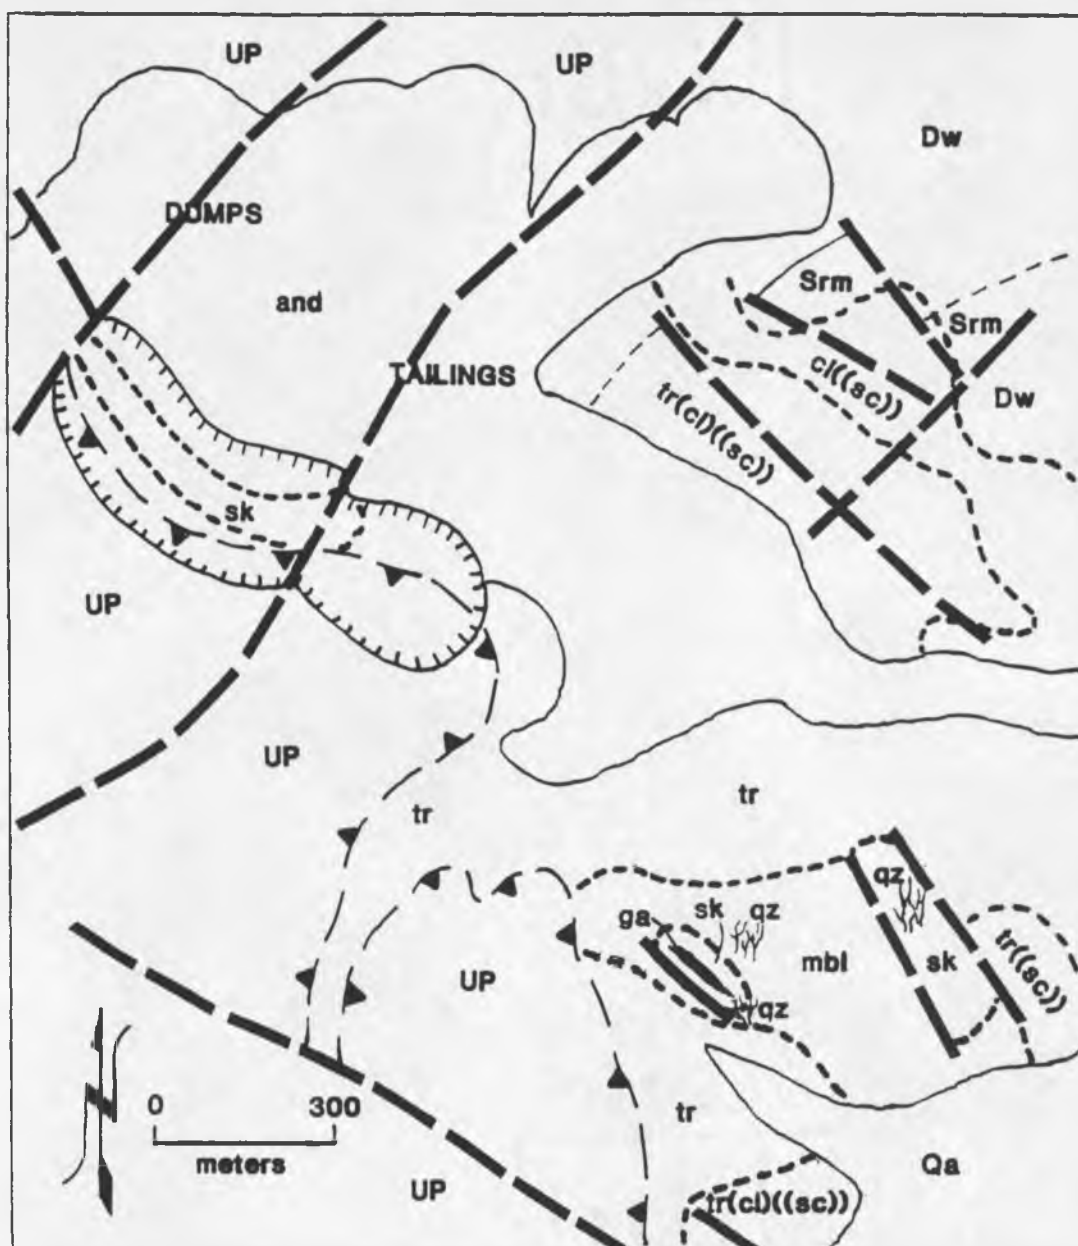 UP
UP
Dw
DUMPS
and
TAILINGS
Srm
Srm
cl((sc))
Dw
tr(cl)((sc))
sk
UP
UP
tr
tr
qz
sk
qz
ga
UP
mbl
sk
tr((sc))
qz
0 300
meters
tr
UP
Qa
tr(cl)((sc))